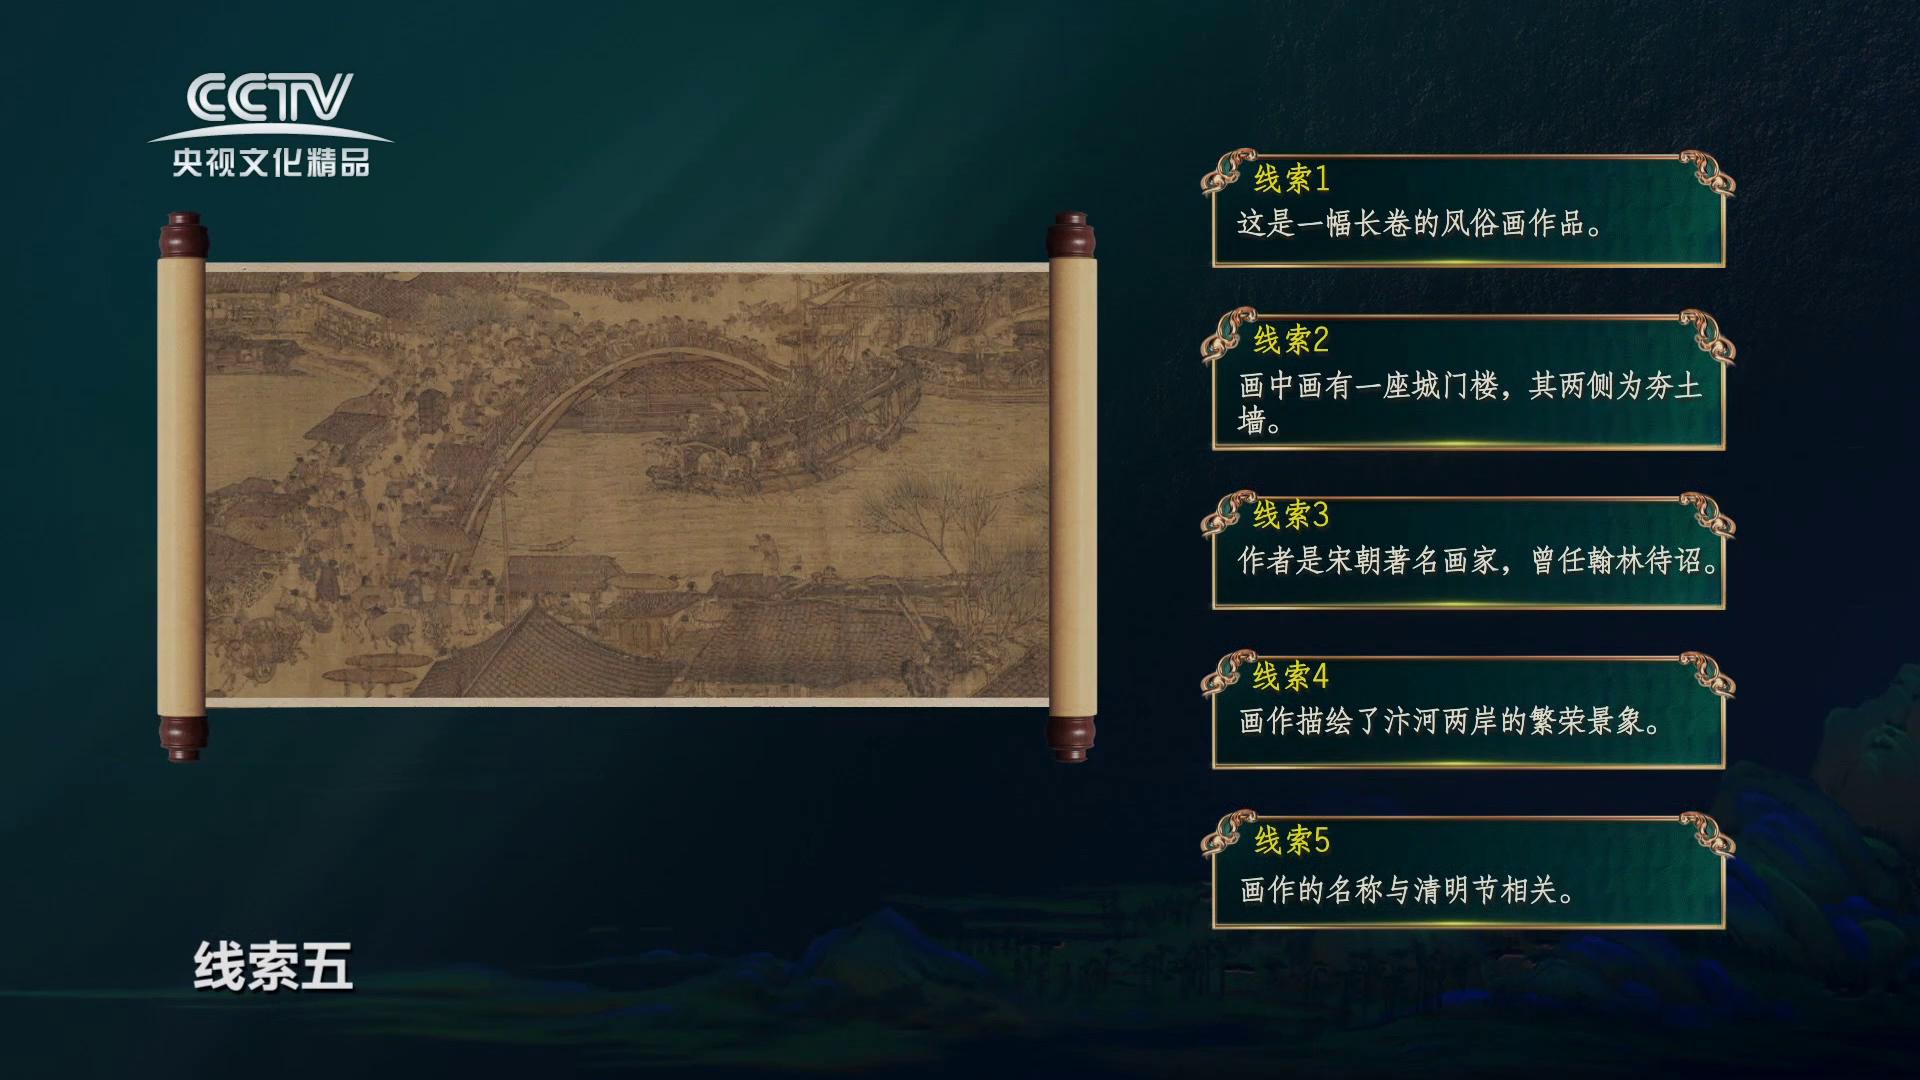 CCTV
央视文化精品
线索1
这是一幅长卷的风俗画作品。
线索2
画中画有一座城门楼，其两侧为夯土
墙。
线索3
作者是宋朝著名画家，曾任翰林待诏。
线索4
画作描绘了汴河两岸的繁荣景象。
线索5
画作的名称与清明节相关。
线索五